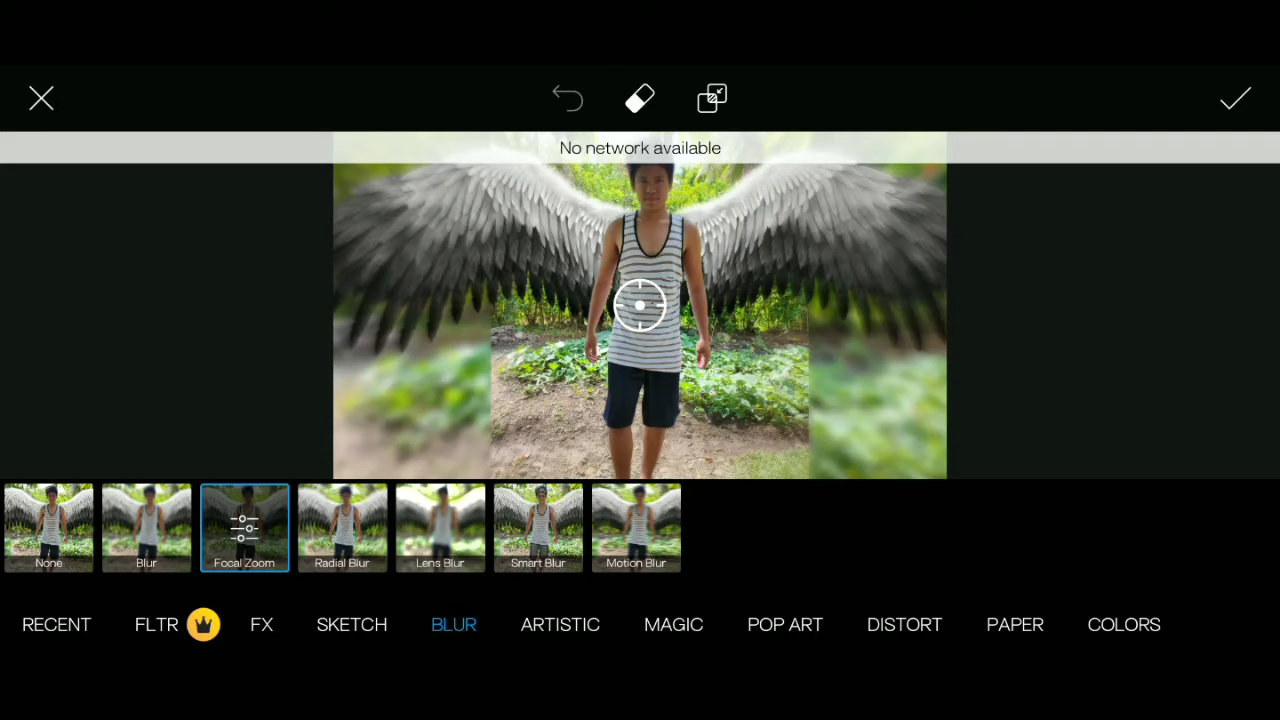 No network available
None
Blur
Focal Zoom
Radial Blur
Lens Blur
Smart Blur
Motion Blur
RECENT
FLTR
FX
SKETCH
BLUR
ARTISTIC
MAGIC
POP ART
DISTORT
PAPER
COLORS